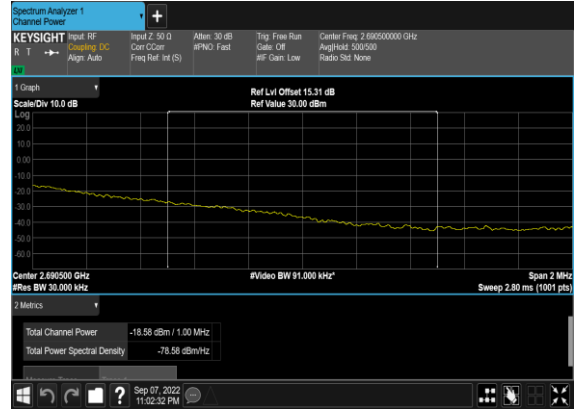 Spectrum Analyzer 1
Channel Power
+
KEYSIGHT
R T
Input: RF
Coupling: DC
Align: Auto
Input Z: 50 Ω
Corr CCorr
Freq Ref: Int (S)
Atten: 30 dB
#PNO: Fast
Trig: Free Run
Gate: Off
#IF Gain: Low
Center Freq: 2.690500000 GHz
Avg|Hold: 500/500
Radio Std: None
LM
1 Graph
Scale/Div 10.0 dB
Ref Lvl Offset 15.31 dB
Ref Value 30.00 dBm
Log
20.0
10.0
0.00
-10.0
-20.0
-30.0
-40.0
-50.0
-60.0
Center 2.690500 GHz
#Res BW 30.000 kHz
#Video BW 91.000 kHz*
Span 2 MHz
Sweep 2.80 ms (1001 pts)
2 Metrics
Total Channel Power -18.58 dBm / 1.00 MHz
Total Power Spectral Density -78.58 dBm/Hz
?
Sep 07, 2022
11:02:32 PM